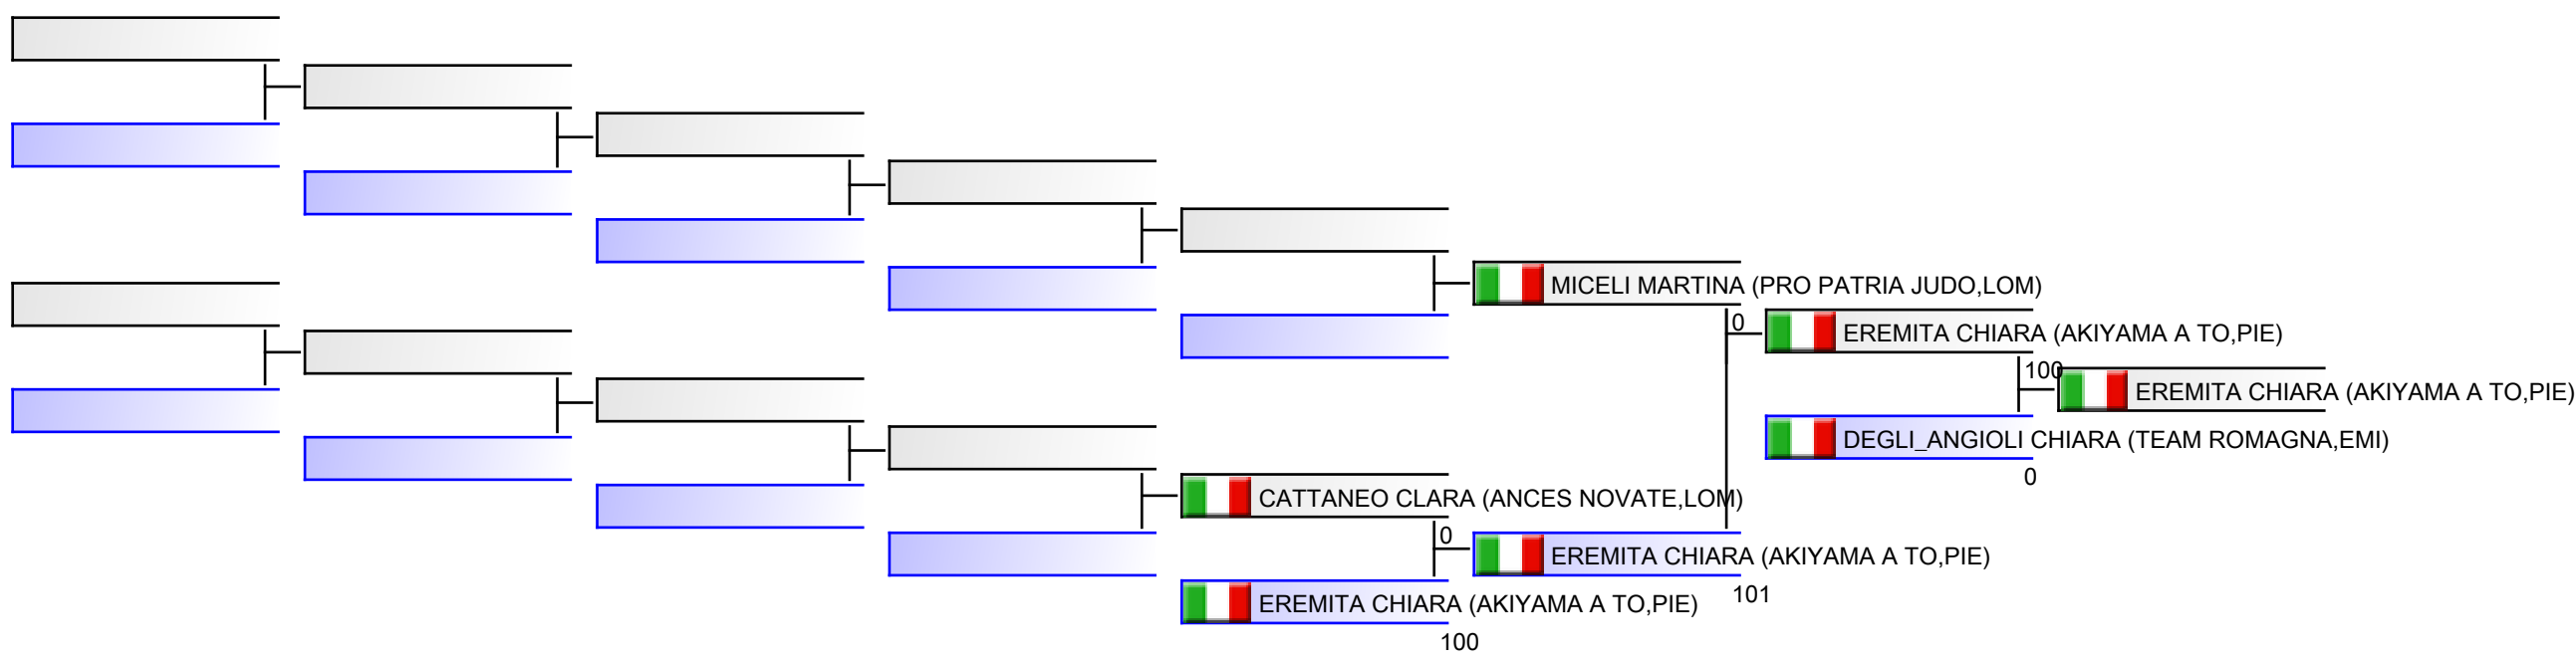 MICELI MARTINA (PRO PATRIA JUDO,LOM)
0
EREMITA CHIARA (AKIYAMA A TO,PIE)
100
EREMITA CHIARA (AKIYAMA A TO,PIE)
DEGLI_ANGIOLI CHIARA (TEAM ROMAGNA,EMI)
0
CATTANEO CLARA (ANCES NOVATE,LOM)
0
EREMITA CHIARA (AKIYAMA A TO,PIE)
101
EREMITA CHIARA (AKIYAMA A TO,PIE)
100